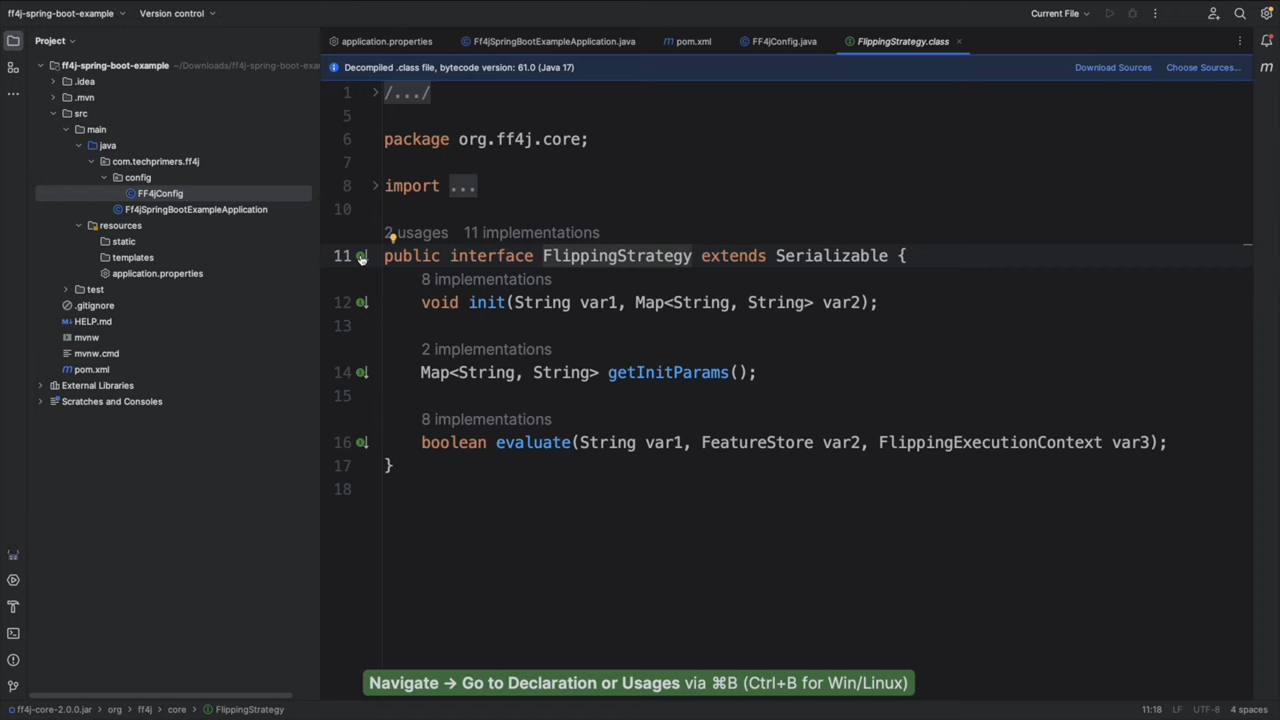 ff4j-spring-boot-example
Version control
Current File
Project
application.properties
Ff4jSpringBootExampleApplication.java
pom.xml
FF4jConfig.java
FlippingStrategy.class
ff4j-spring-boot-example ~/Downloads/ff4j-spring-boot-exar
.idea
.mvn
src
main
java
com.techprimers.ff4j
config
FF4jConfig
Ff4jSpringBootExampleApplication
resources
static
templates
application.properties
test
.gitignore
HELP.md
mvnw
mvnw.cmd
pom.xml
External Libraries
Scratches and Consoles
Decompiled .class file, bytecode version: 61.0 (Java 17)
Download Sources
Choose Sources...
1 /.../
5
6 package org.ff4j.core;
7
8 import ...
10
2 usages 11 implementations
11 public interface FlippingStrategy extends Serializable {
8 implementations
12 void init(String var1, Map<String, String> var2);
13
2 implementations
14 Map<String, String> getInitParams();
15
8 implementations
16 boolean evaluate(String var1, FeatureStore var2, FlippingExecutionContext var3);
17 }
18
Navigate → Go to Declaration or Usages via ⌘B (Ctrl+B for Win/Linux)
ff4j-core-2.0.0.jar > org > ff4j > core > FlippingStrategy
11:18 LF UTF-8 4 spaces